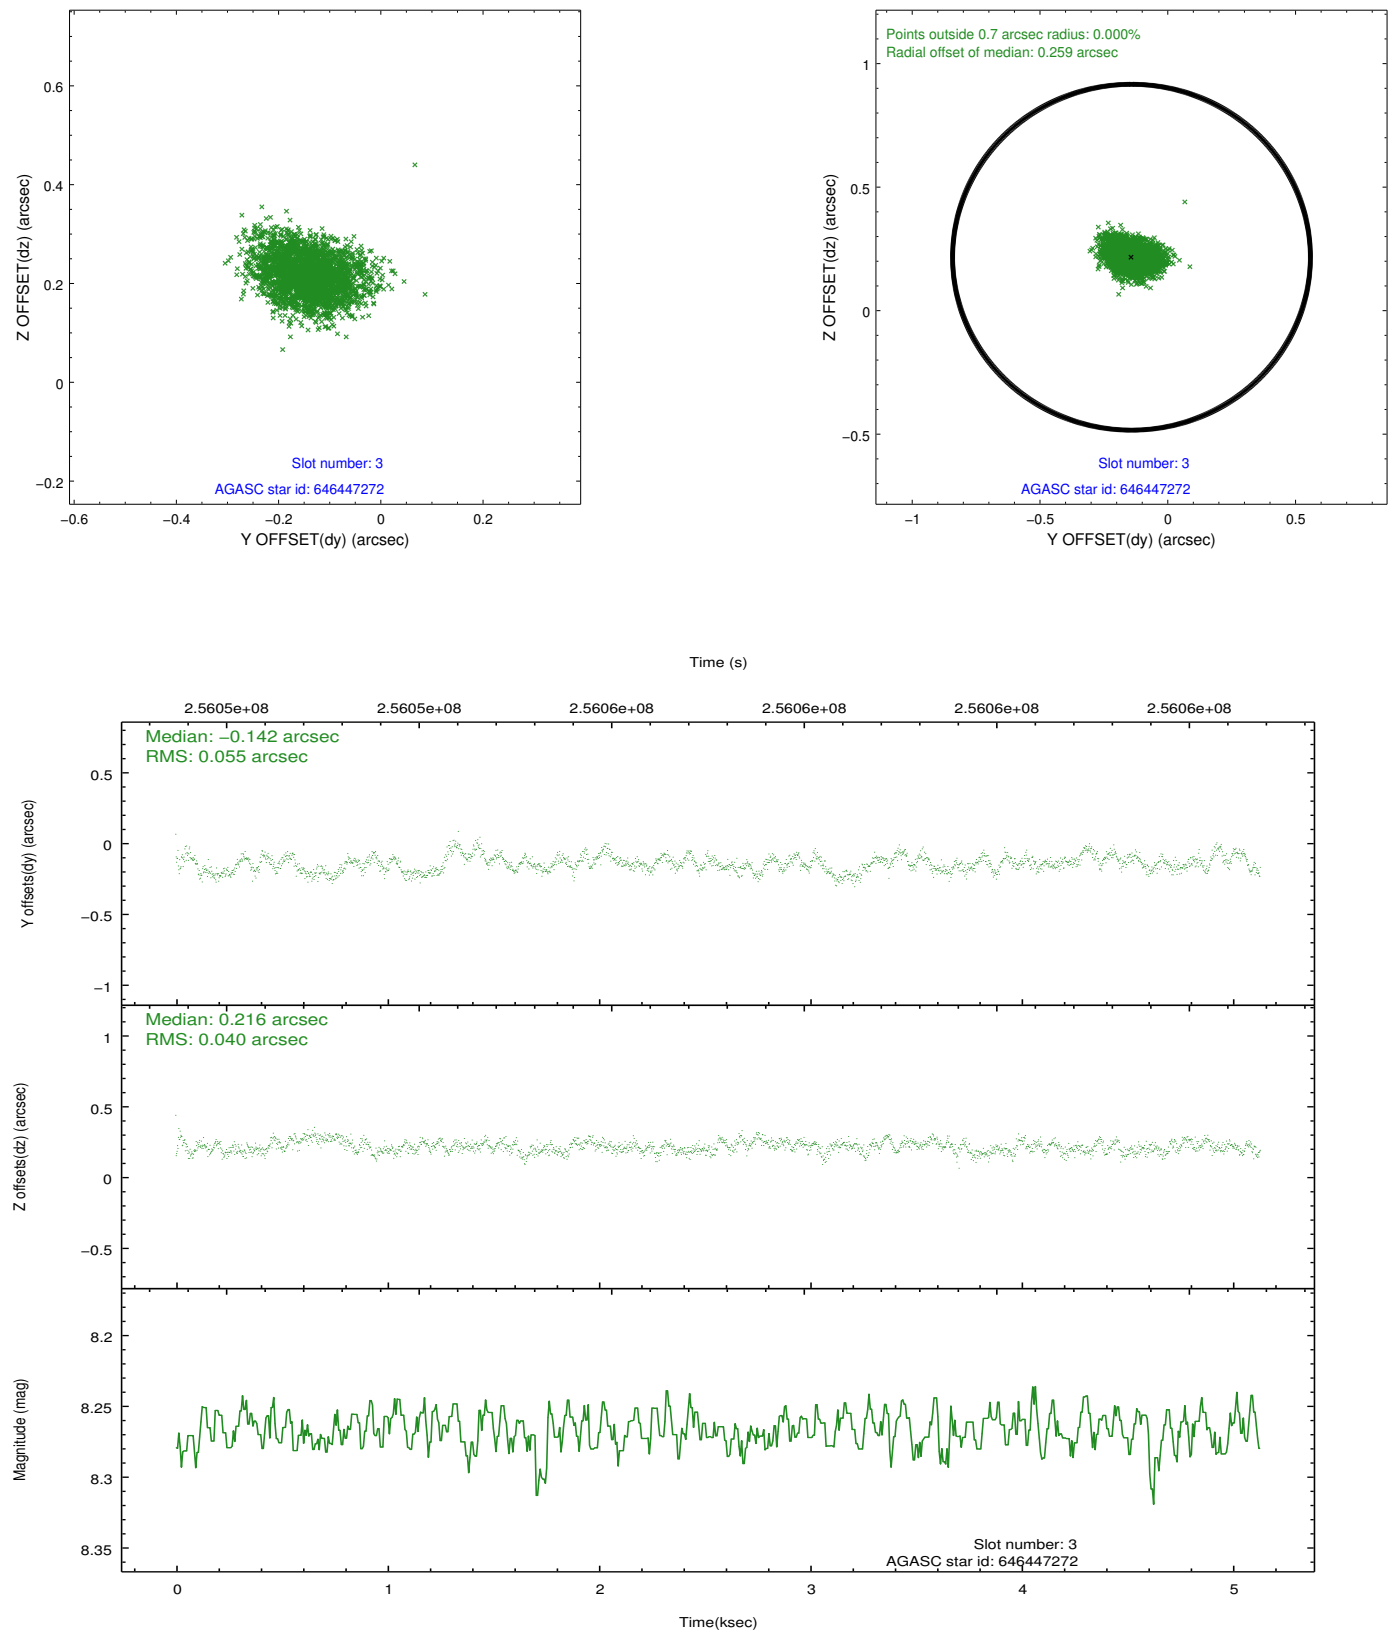 0.6
0.4
0.2
0
−0.2
−0.6
−0.4
−0.2
0
0.2
Z OFFSET(dz) (arcsec)
Y OFFSET(dy) (arcsec)
Slot number: 3
AGASC star id: 646447272
Points outside 0.7 arcsec radius: 0.000%
Radial offset of median: 0.259 arcsec
1
0.5
0
−0.5
−1
−0.5
0
0.5
Z OFFSET(dz) (arcsec)
Y OFFSET(dy) (arcsec)
Slot number: 3
AGASC star id: 646447272
Time (s)
2.5605e+08
2.5605e+08
2.5606e+08
2.5606e+08
2.5606e+08
2.5606e+08
Median: −0.142 arcsec
RMS: 0.055 arcsec
0.5
0
−0.5
−1
Y offsets(dy) (arcsec)
Median: 0.216 arcsec
RMS: 0.040 arcsec
1
0.5
0
−0.5
Z offsets(dz) (arcsec)
8.2
8.25
8.3
8.35
Magnitude (mag)
Slot number: 3
AGASC star id: 646447272
0
1
2
3
4
5
Time(ksec)